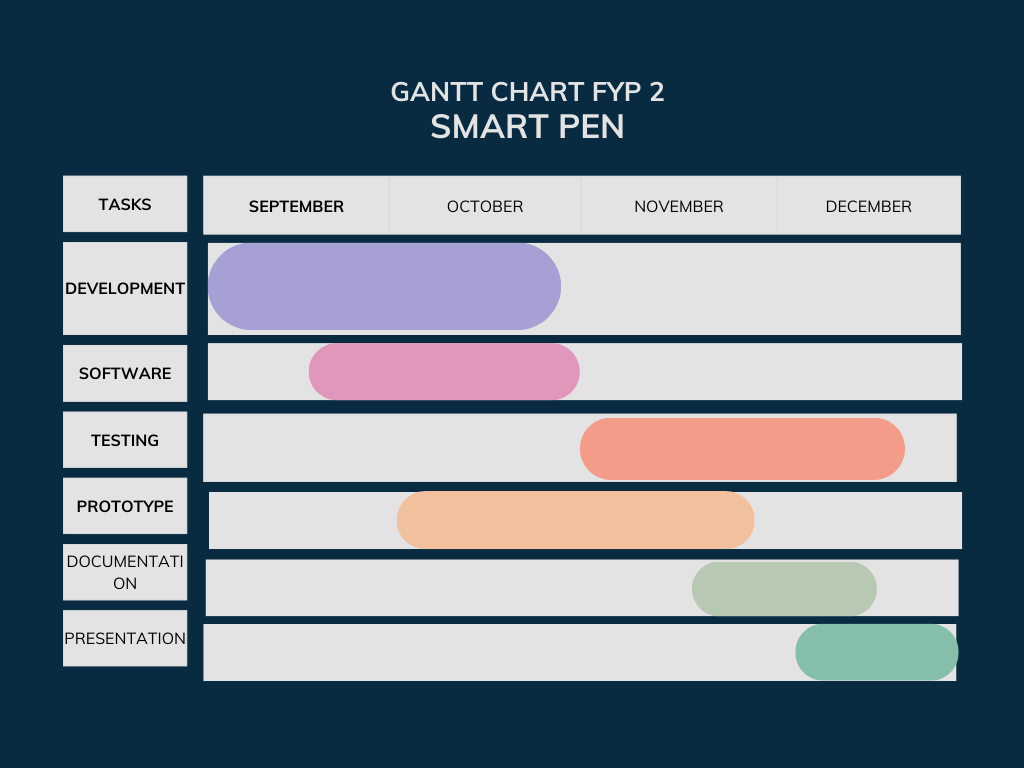 GANTT CHART FYP 2
SMART PEN
TASKS
SEPTEMBER
OCTOBER
NOVEMBER
DECEMBER
DEVELOPMENT
SOFTWARE
TESTING
PROTOTYPE
DOCUMENTATI
ON
PRESENTATION